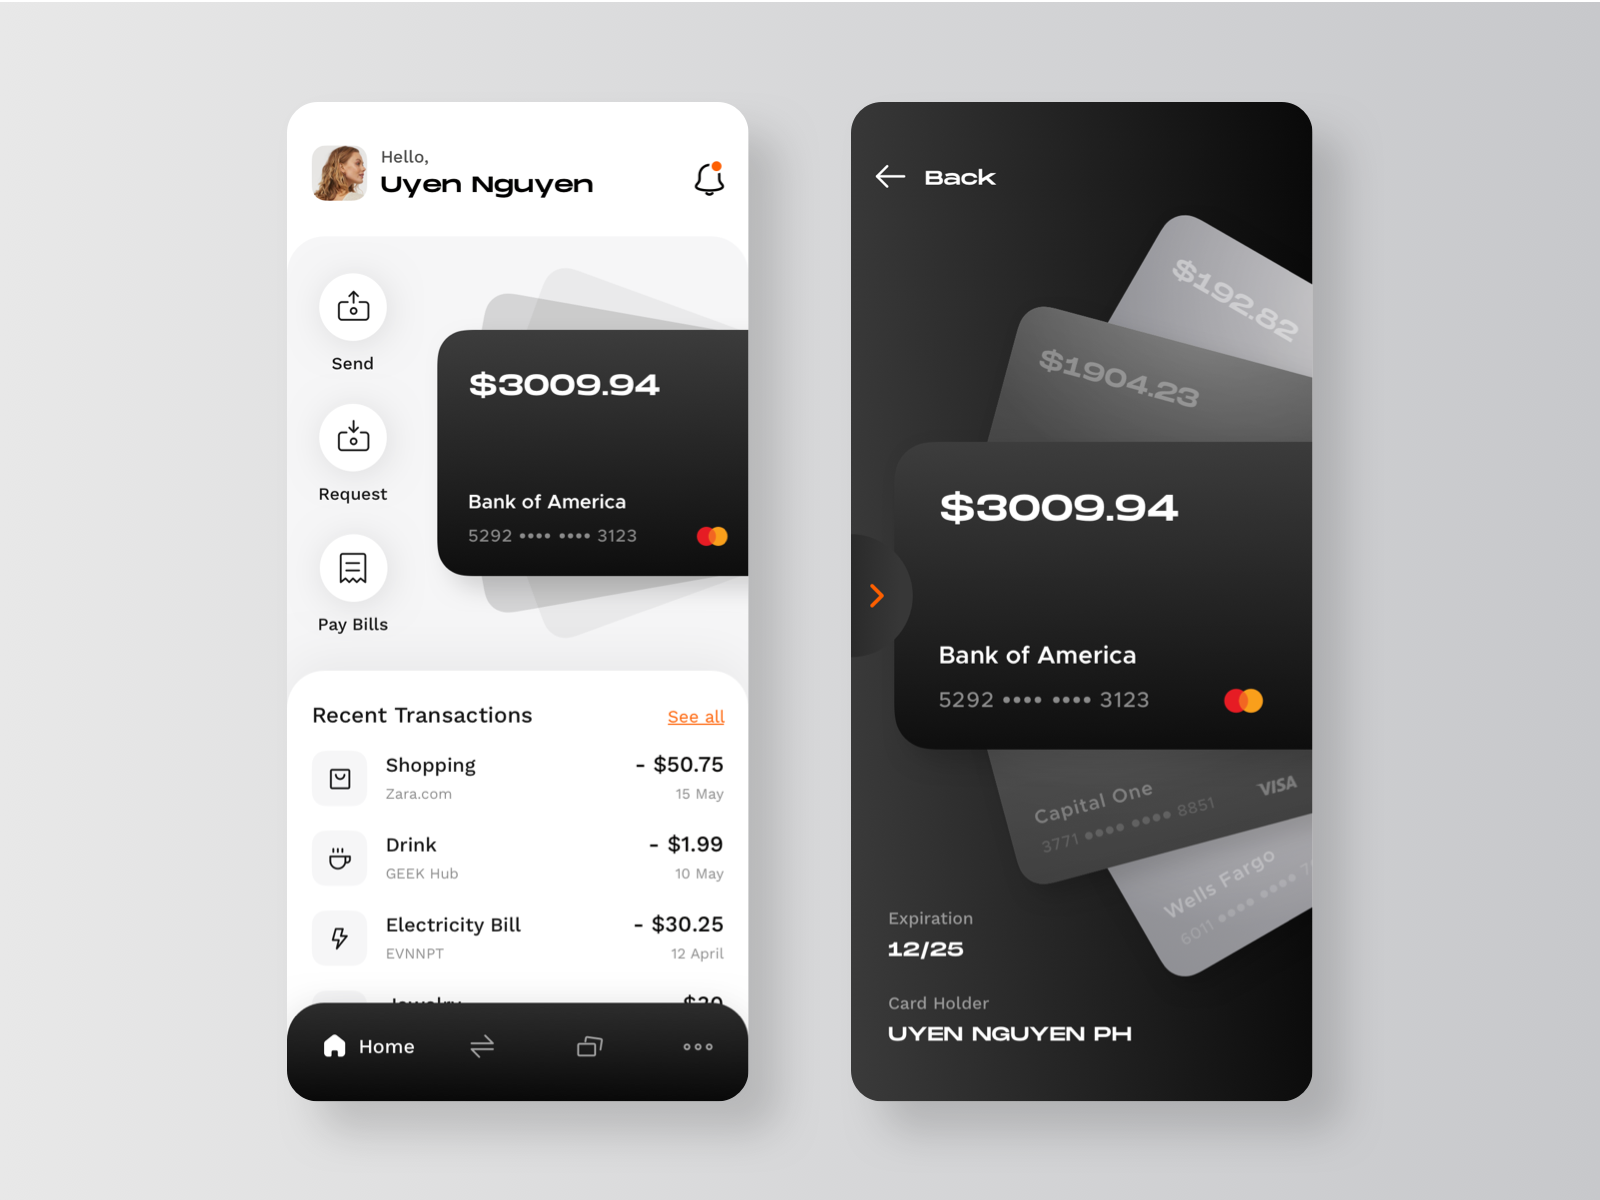 Hello,
Uyen Nguyen
Send
Request
Pay Bills
$3009.94
Bank of America
5292 •••• •••• 3123
Recent Transactions
See all
Shopping
- $50.75
Zara.com
15 May
Drink
- $1.99
GEEK Hub
10 May
Electricity Bill
- $30.25
EVNNPT
12 April
Jewelry
$30
Home
Back
$192.82
$1904.23
$3009.94
Bank of America
5292 •••• •••• 3123
Capital One
VISA
3771 •••• •••• 8851
Wells Fargo
6011 •••• ••••
Expiration
12/25
Card Holder
UYEN NGUYEN PH